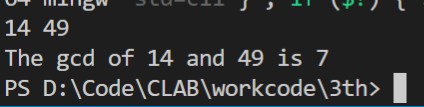 14 49
The gcd of 14 and 49 is 7
PS D:\Code\CLAB\workcode\3th>